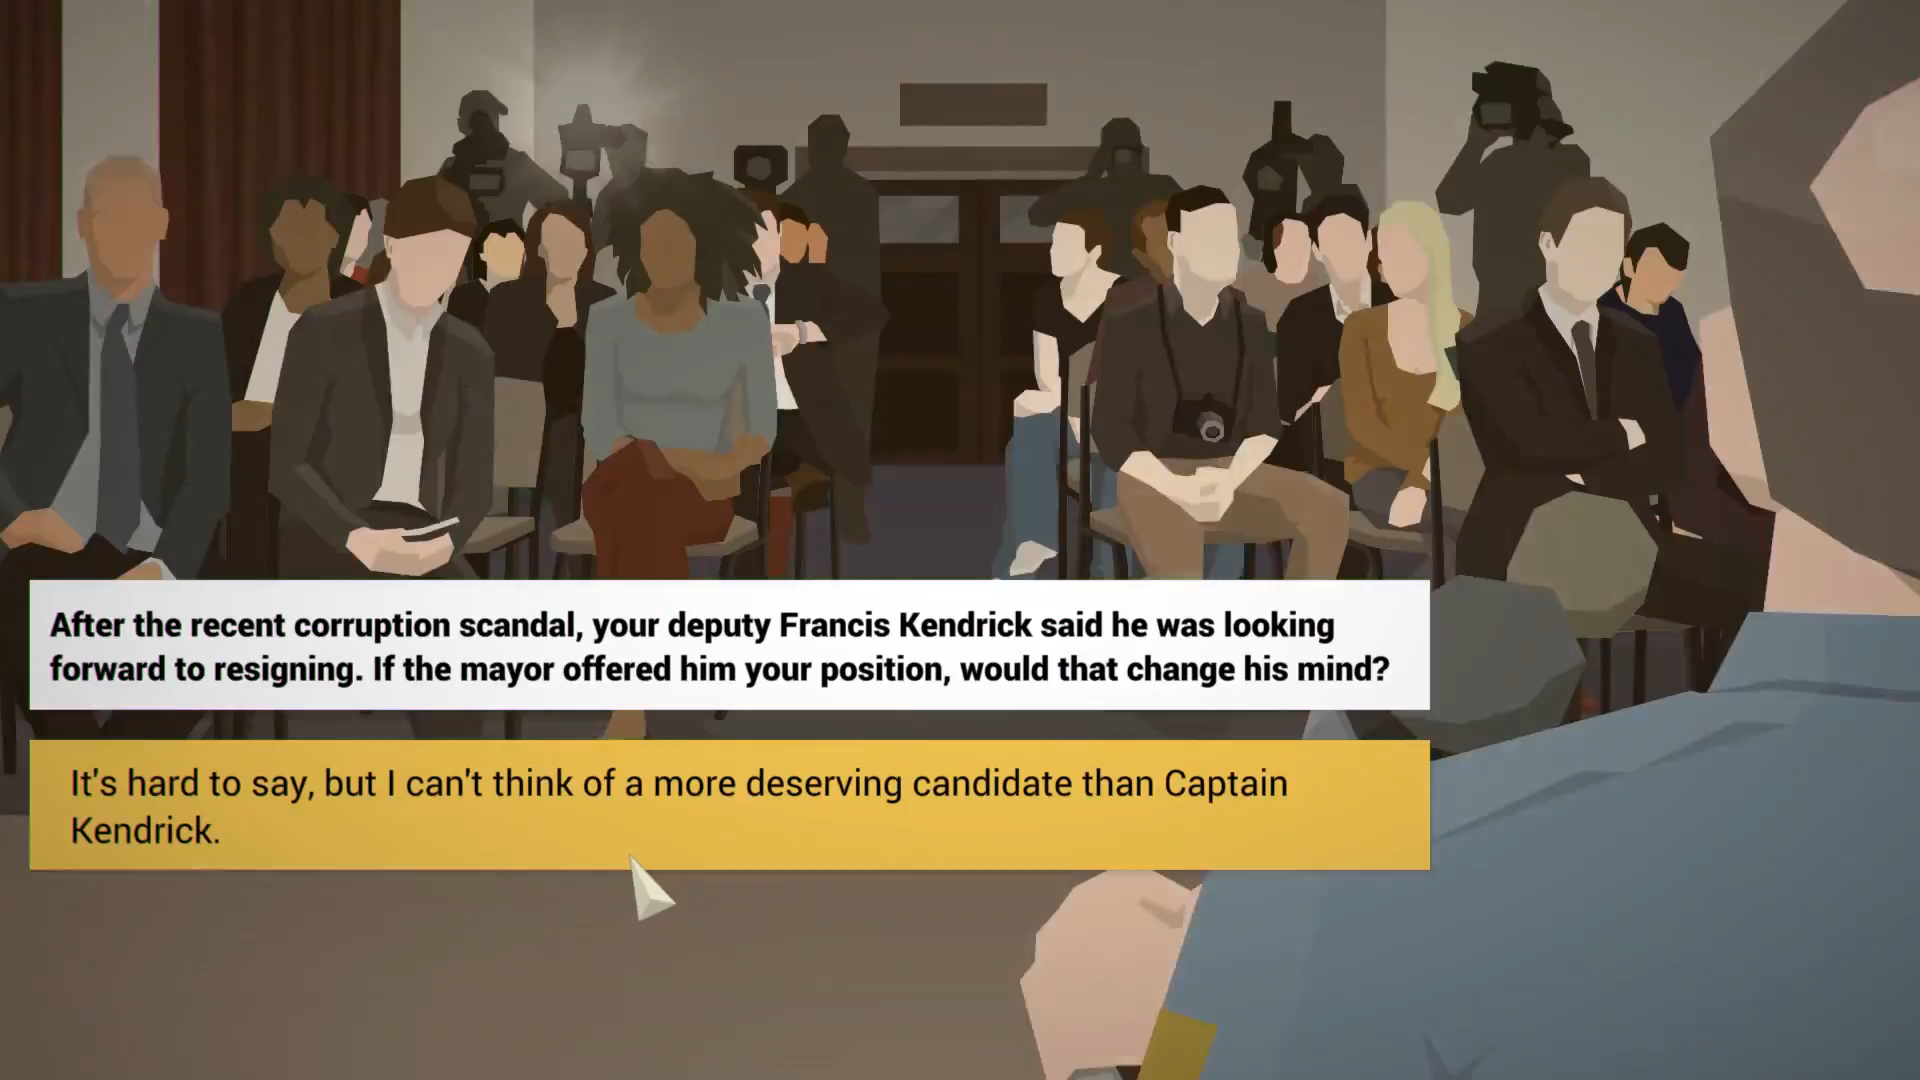 After the recent corruption scandal, your deputy Francis Kendrick said he was looking
forward to resigning. If the mayor offered him your position, would that change his mind?
It's hard to say, but I can't think of a more deserving candidate than Captain
Kendrick.